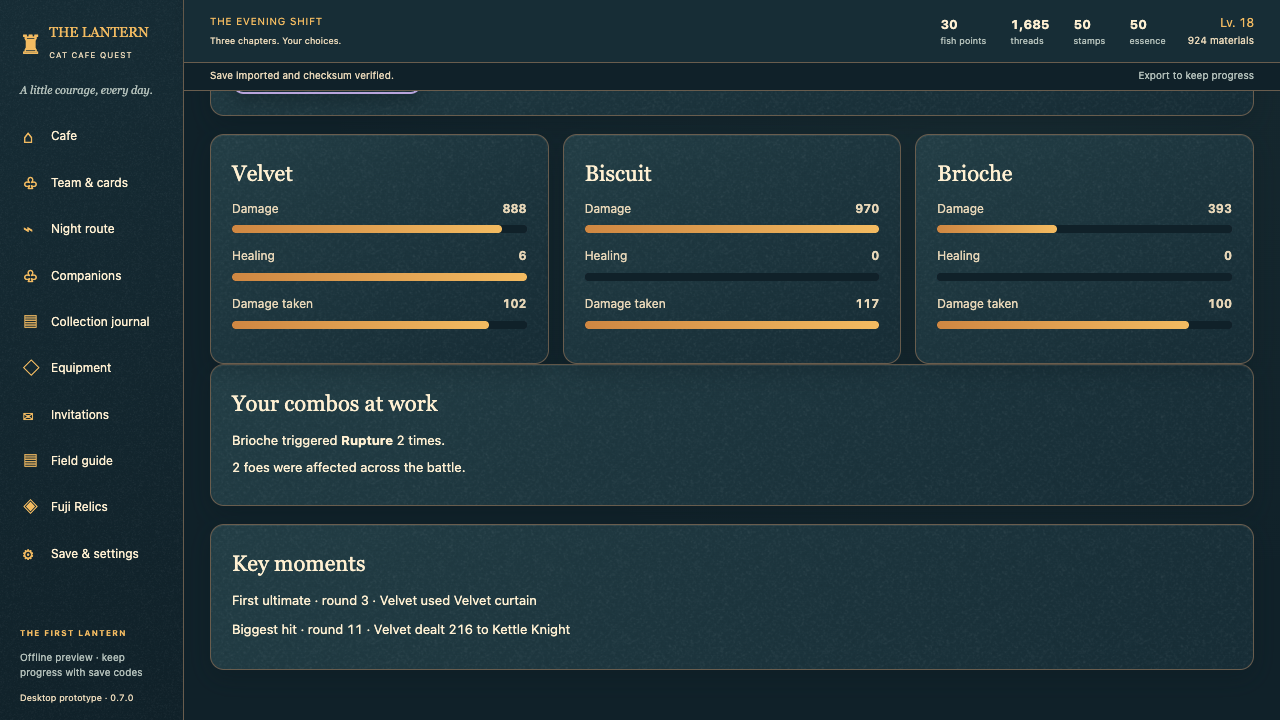 THE LANTERN
CAT CAFE QUEST
A little courage, every day.
Cafe
Team & cards
Night route
Companions
Collection journal
Equipment
Invitations
Field guide
Fuji Relics
Save & settings
THE FIRST LANTERN
Offline preview · keep
progress with save codes
Desktop prototype · 0.7.0
THE EVENING SHIFT
Three chapters. Your choices.
30
fish points
1,685
threads
50
stamps
50
essence
Lv. 18
924 materials
Save imported and checksum verified.
Export to keep progress
Velvet
Damage 888
Healing 6
Damage taken 102
Biscuit
Damage 970
Healing 0
Damage taken 117
Brioche
Damage 393
Healing 0
Damage taken 100
Your combos at work
Brioche triggered Rupture 2 times.
2 foes were affected across the battle.
Key moments
First ultimate · round 3 · Velvet used Velvet curtain
Biggest hit · round 11 · Velvet dealt 216 to Kettle Knight